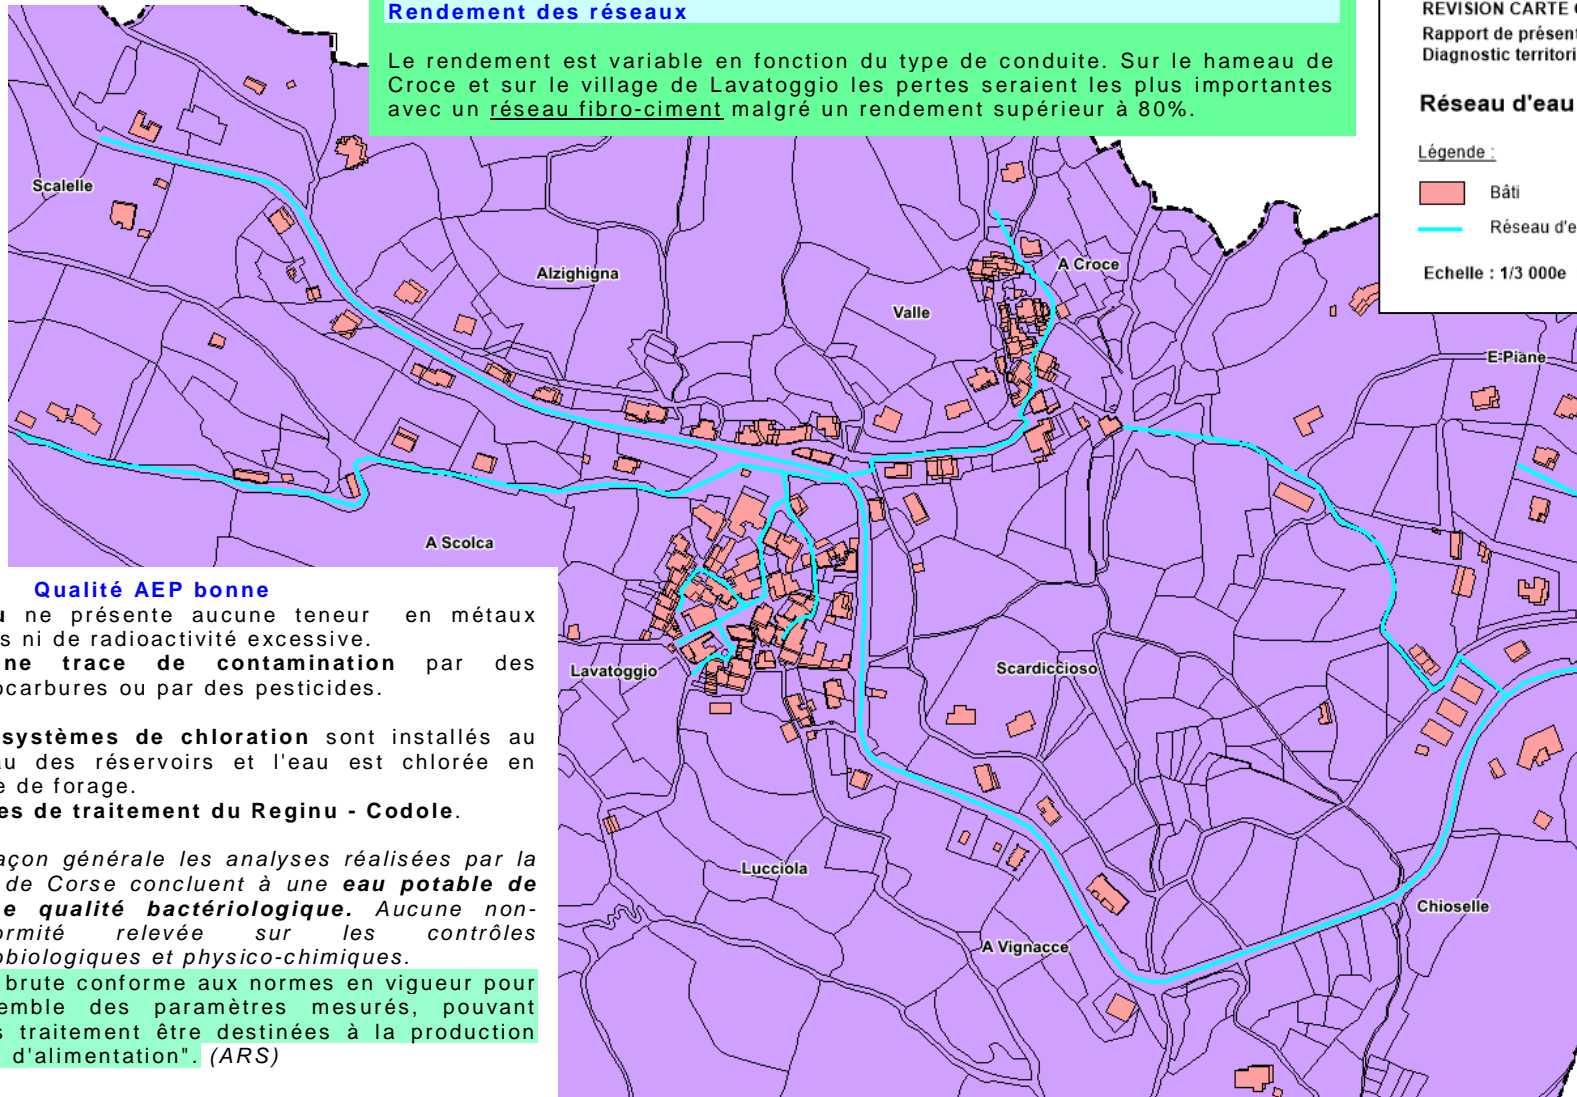 Rendement des réseaux
Le rendement est variable en fonction du type de conduite. Sur le hameau de
Croce et sur le village de Lavatoggio les pertes seraient les plus importantes
avec un réseau fibro-ciment malgré un rendement supérieur à 80%.
REVISION CARTE
Rapport de présent
Diagnostic territori
Réseau d'eau
Légende :
Bâti
Réseau d'e
Echelle : 1/3 000e
Scalelle
Alzighigna
A Croce
Valle
E Piane
A Scolca
Lavatoggio
Scardiccioso
Lucciola
Chioselle
A Vignacce
Qualité AEP bonne
u ne présente aucune teneur en métaux
s ni de radioactivité excessive.
ne trace de contamination par des
ocarbures ou par des pesticides.
systèmes de chloration sont installés au
au des réservoirs et l'eau est chlorée en
e de forage.
es de traitement du Reginu - Codole.
açon générale les analyses réalisées par la
de Corse concluent à une eau potable de
e qualité bactériologique. Aucune non-
ormité relevée sur les contrôles
obiologiques et physico-chimiques.
brute conforme aux normes en vigueur pour
emble des paramètres mesurés, pouvant
s traitement être destinées à la production
d'alimentation". (ARS)